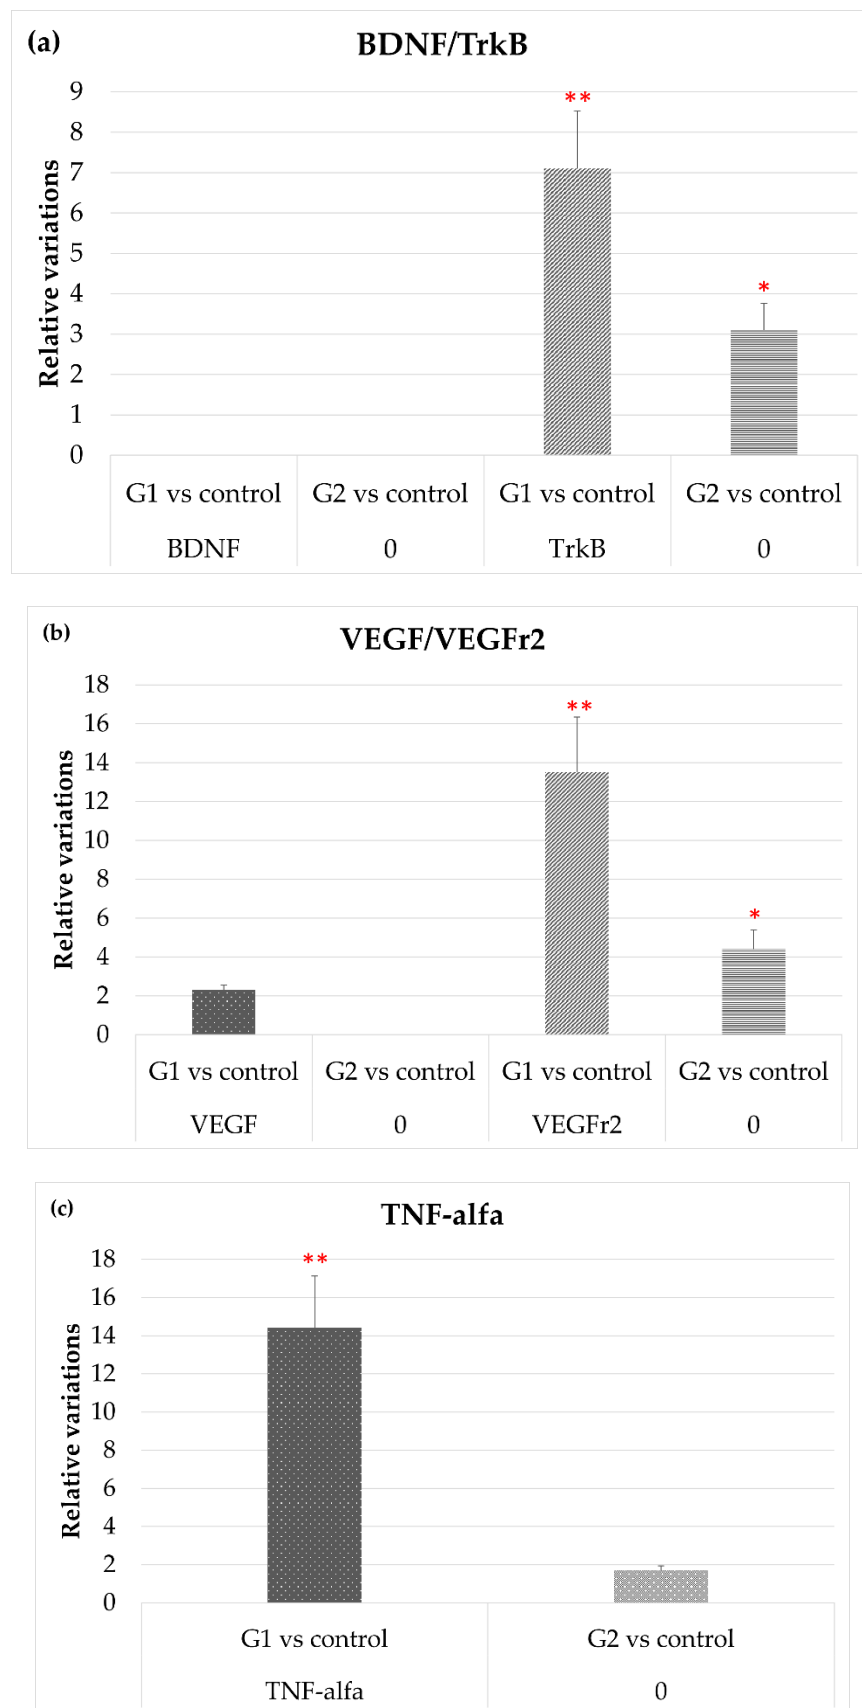 (a)
BDNF/TrkB
Relative variations
9
8
7
6
5
4
3
2
1
0
**
*
G1 vs control G2 vs control G1 vs control G2 vs control
BDNF 0 TrkB 0
(b)
VEGF/VEGFr2
Relative variations
18
16
14
12
10
8
6
4
2
0
**
*
G1 vs control G2 vs control G1 vs control G2 vs control
VEGF 0 VEGFr2 0
(c)
TNF-alfa
Relative variations
18
16
14
12
10
8
6
4
2
0
**
G1 vs control G2 vs control
TNF-alfa 0